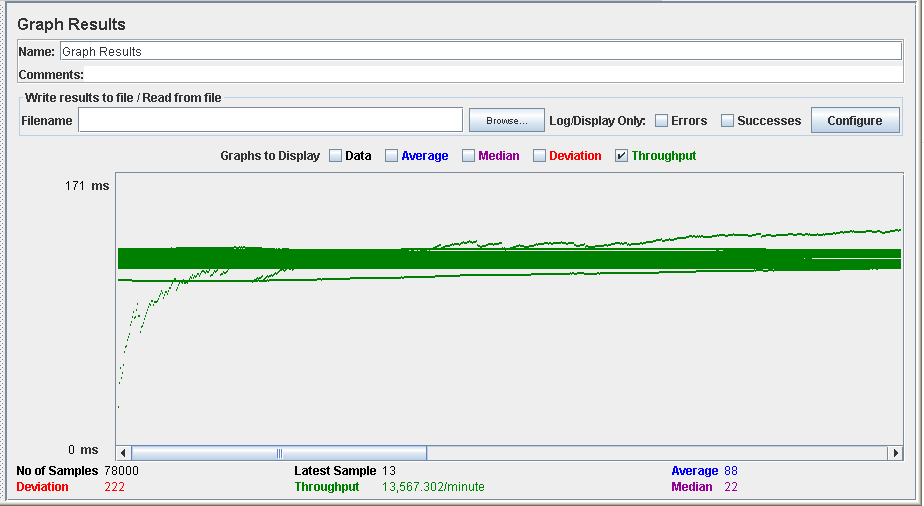 Graph Results
Name: Graph Results
Comments:
Write results to file / Read from file
Filename Browse... Log/Display Only: Errors Successes Configure
Graphs to Display Data Average Median Deviation Throughput
171 ms
0 ms
No of Samples 78000 Latest Sample 13 Average 88
Deviation 222 Throughput 13,567.302/minute Median 22